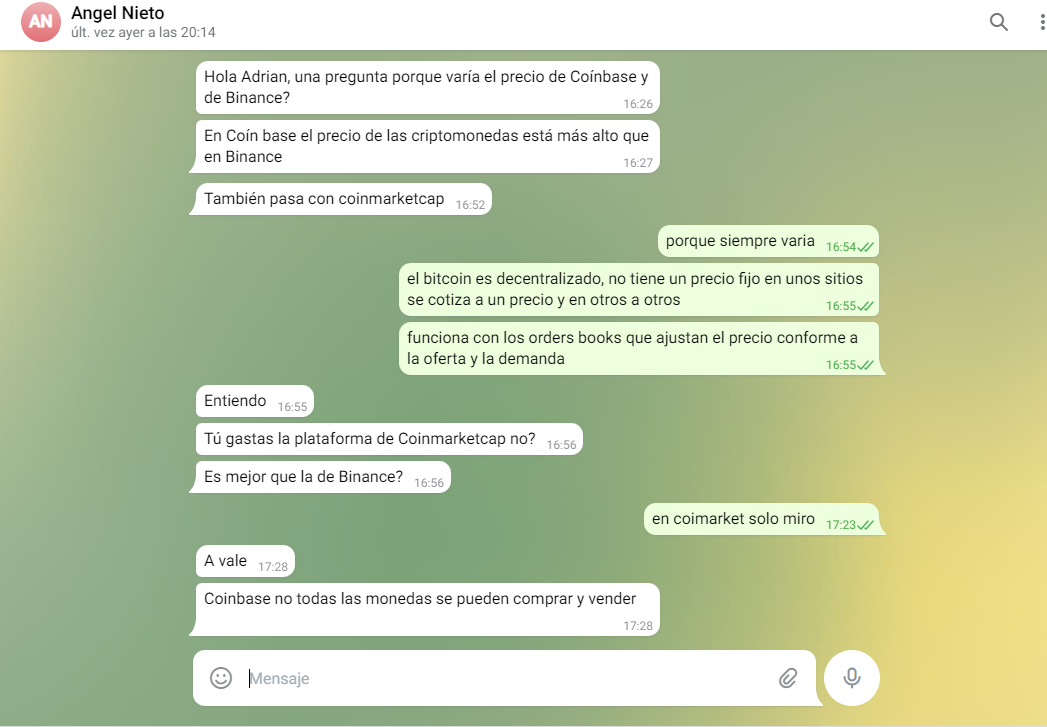 AN
Angel Nieto
últ. vez ayer a las 20:14
Hola Adrian, una pregunta porque varía el precio de Coínbase y
de Binance?
16:26
En Coín base el precio de las criptomonedas está más alto que
en Binance
16:27
También pasa con coinmarketcap 16:52
porque siempre varia 16:54
el bitcoin es decentralizado, no tiene un precio fijo en unos sitios
se cotiza a un precio y en otros a otros
16:55
funciona con los orders books que ajustan el precio conforme a
la oferta y la demanda
16:55
Entiendo 16:55
Tú gastas la plataforma de Coinmarketcap no? 16:56
Es mejor que la de Binance? 16:56
en coimarket solo miro 17:23
A vale 17:28
Coinbase no todas las monedas se pueden comprar y vender
17:28
Mensaje